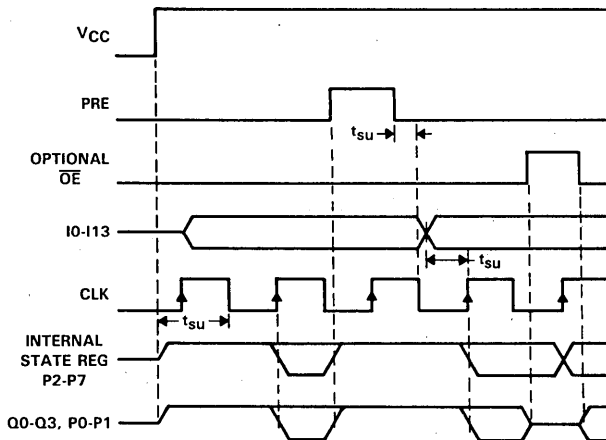 VCC
PRE
tsu
OPTIONAL
OE
I0-I13
tsu
CLK
tsu
INTERNAL
STATE REG
P2-P7
Q0-Q3, P0-P1